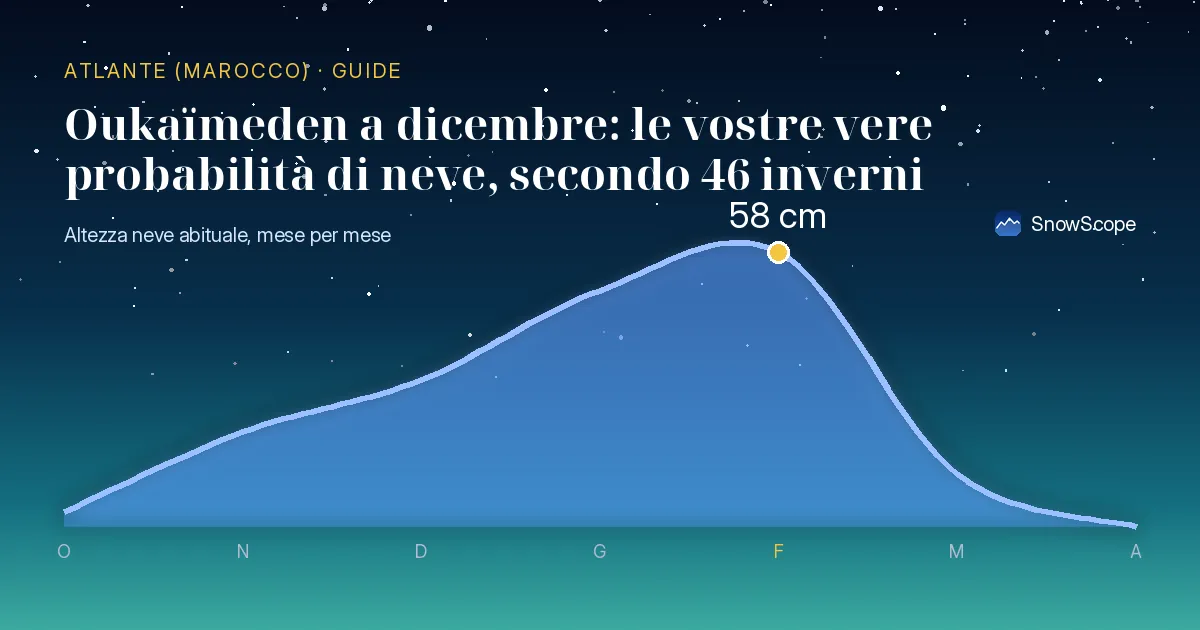 ATLANTE (MAROCCO) · GUIDE
Oukaïmeden a dicembre: le vostre vere
probabilità di neve, secondo 46 inverni
58 cm
SnowScope
Altezza neve abituale, mese per mese
O N D G F M A